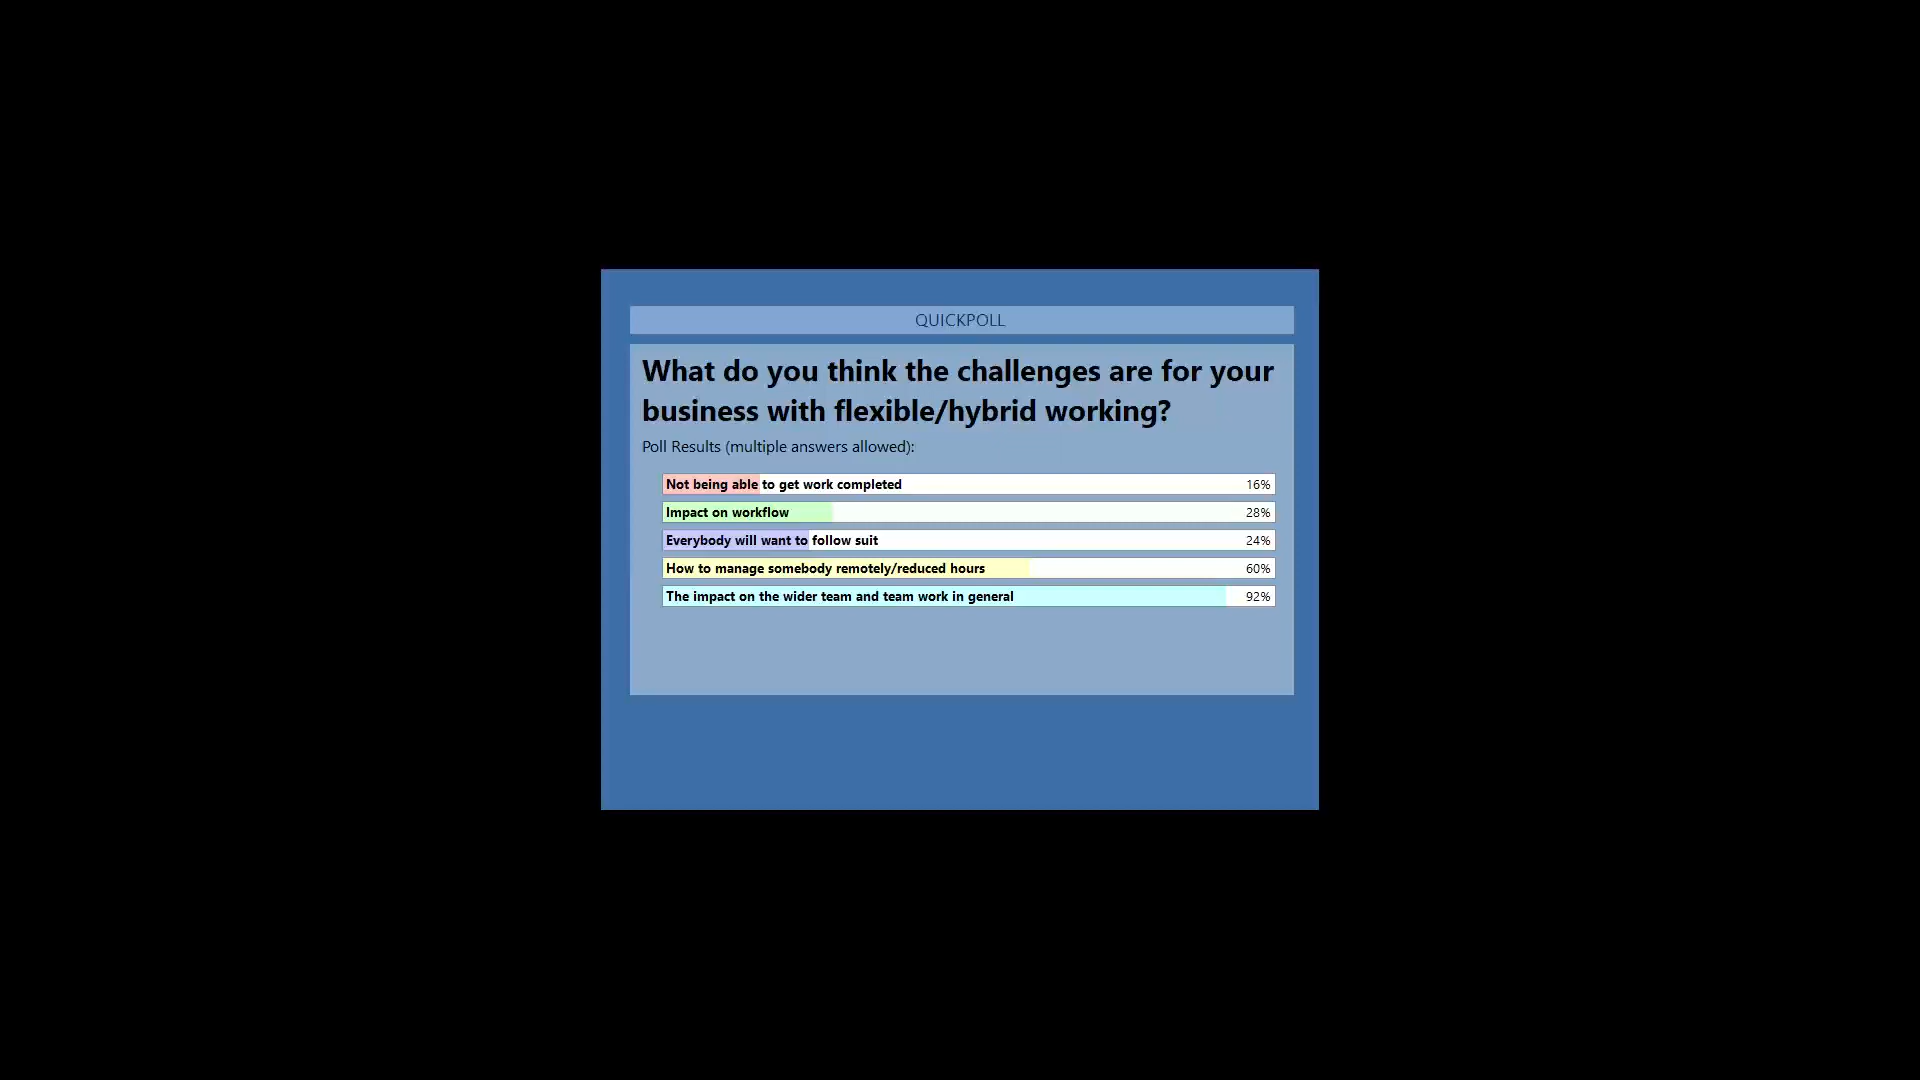 QUICKPOLL
What do you think the challenges are for your
business with flexible/hybrid working?
Poll Results (multiple answers allowed):
Not being able to get work completed 16%
Impact on workflow 28%
Everybody will want to follow suit 24%
How to manage somebody remotely/reduced hours 60%
The impact on the wider team and team work in general 92%